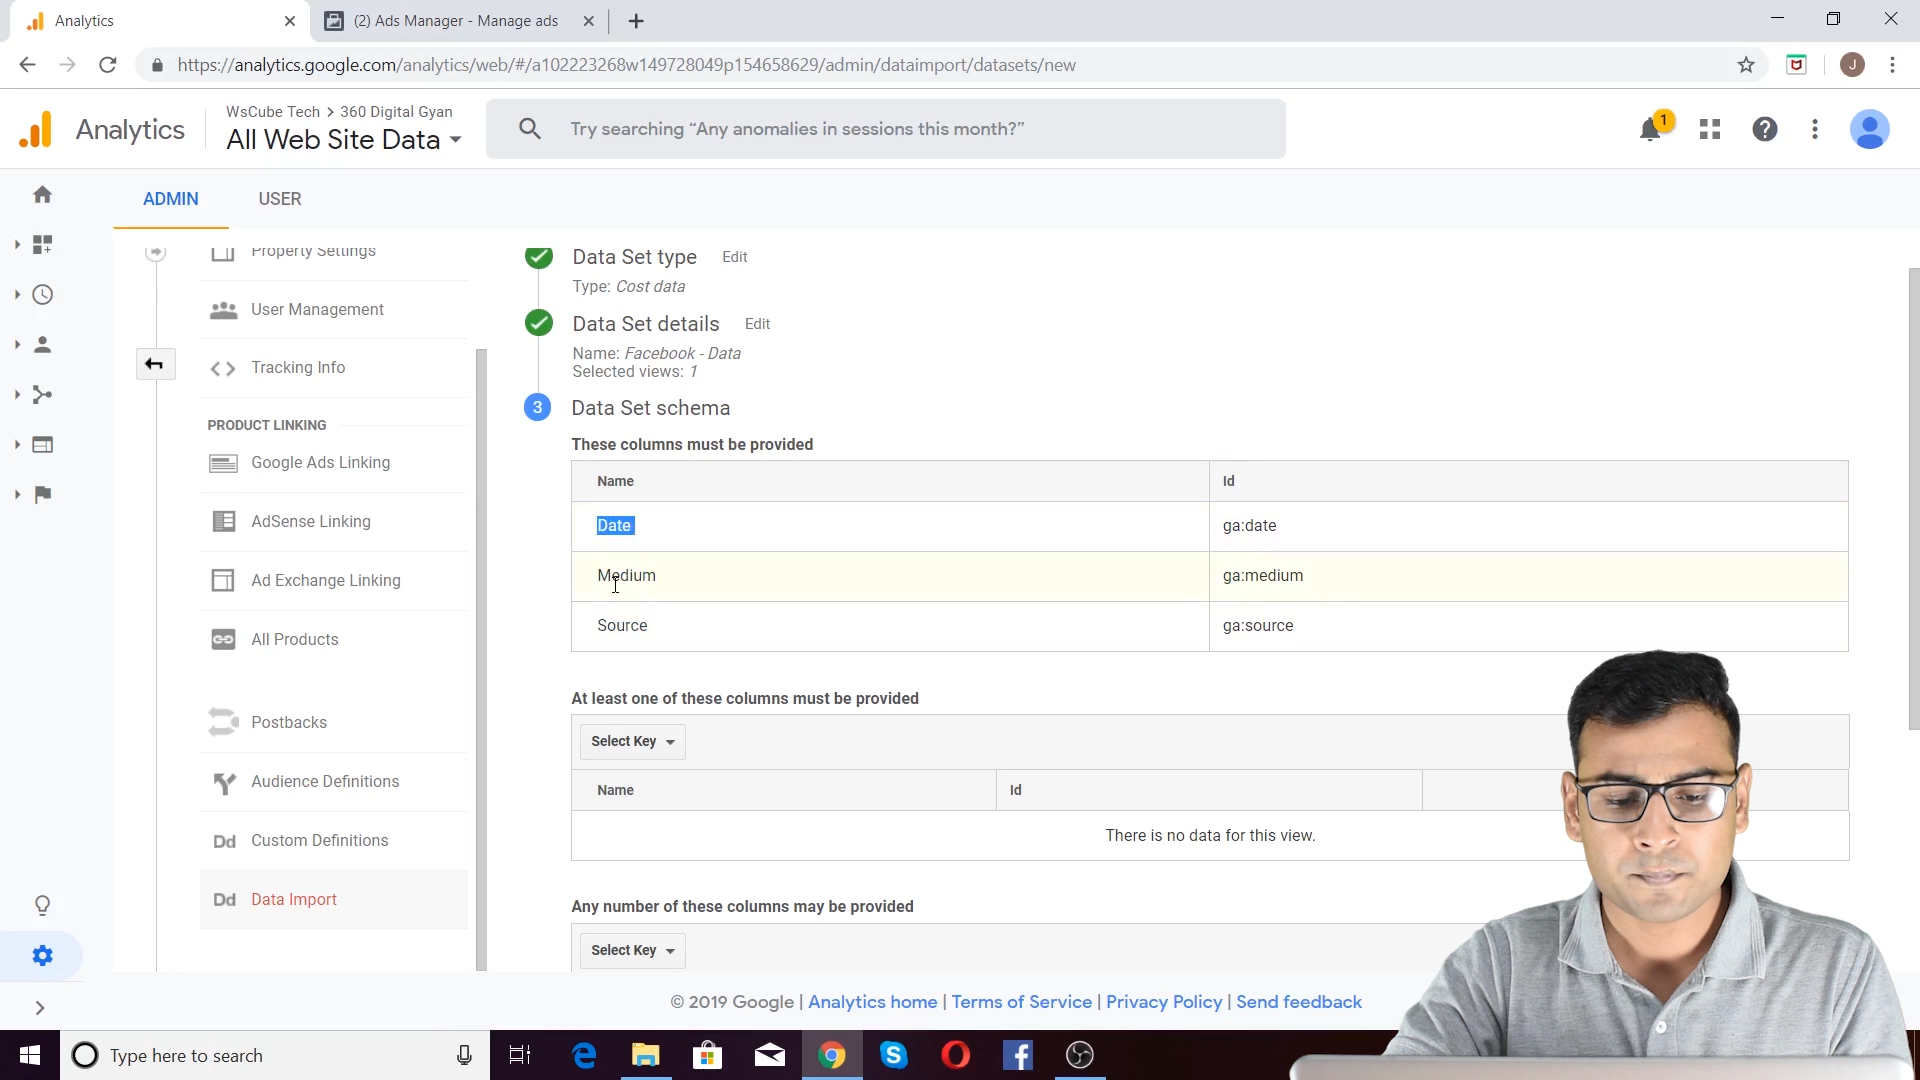 Analytics
(2) Ads Manager - Manage ads
https://analytics.google.com/analytics/web/#/a102223268w149728049p154658629/admin/dataimport/datasets/new
J
Analytics
WsCube Tech > 360 Digital Gyan
All Web Site Data
Try searching “Any anomalies in sessions this month?”
1
ADMIN
USER
Property Settings
User Management
Tracking Info
PRODUCT LINKING
Google Ads Linking
AdSense Linking
Ad Exchange Linking
All Products
Postbacks
Audience Definitions
Dd Custom Definitions
Dd Data Import
Data Set type Edit
Type: Cost data
Data Set details Edit
Name: Facebook - Data
Selected views: 1
3 Data Set schema
These columns must be provided
Name Id
Date ga:date
Medium ga:medium
Source ga:source
At least one of these columns must be provided
Select Key
Name Id
There is no data for this view.
Any number of these columns may be provided
Select Key
© 2019 Google | Analytics home | Terms of Service | Privacy Policy | Send feedback
Type here to search